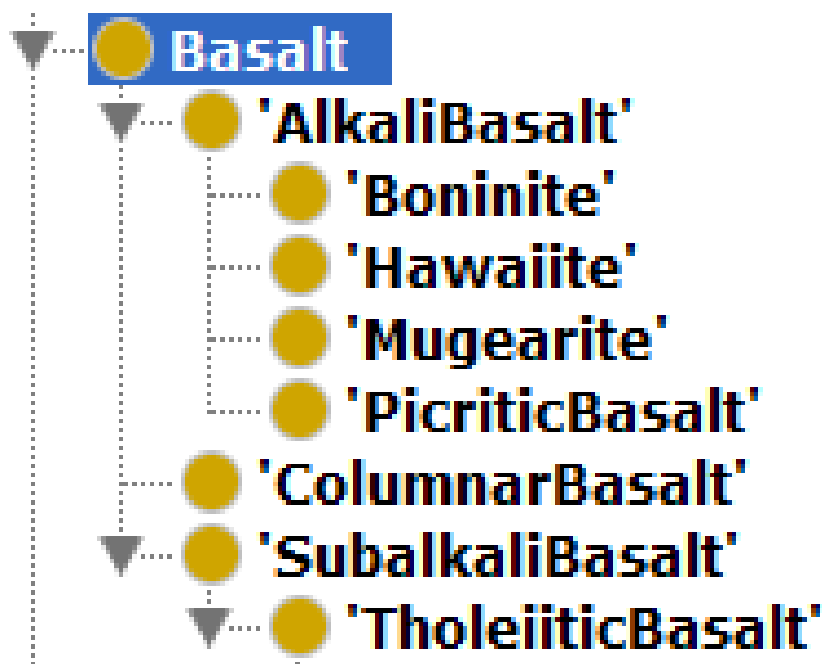 Basalt
'AlkaliBasalt'
'Boninite'
'Hawaiite'
'Mugearite'
'PicriticBasalt'
'ColumnarBasalt'
'SubalkaliBasalt'
'TholeiiticBasalt'